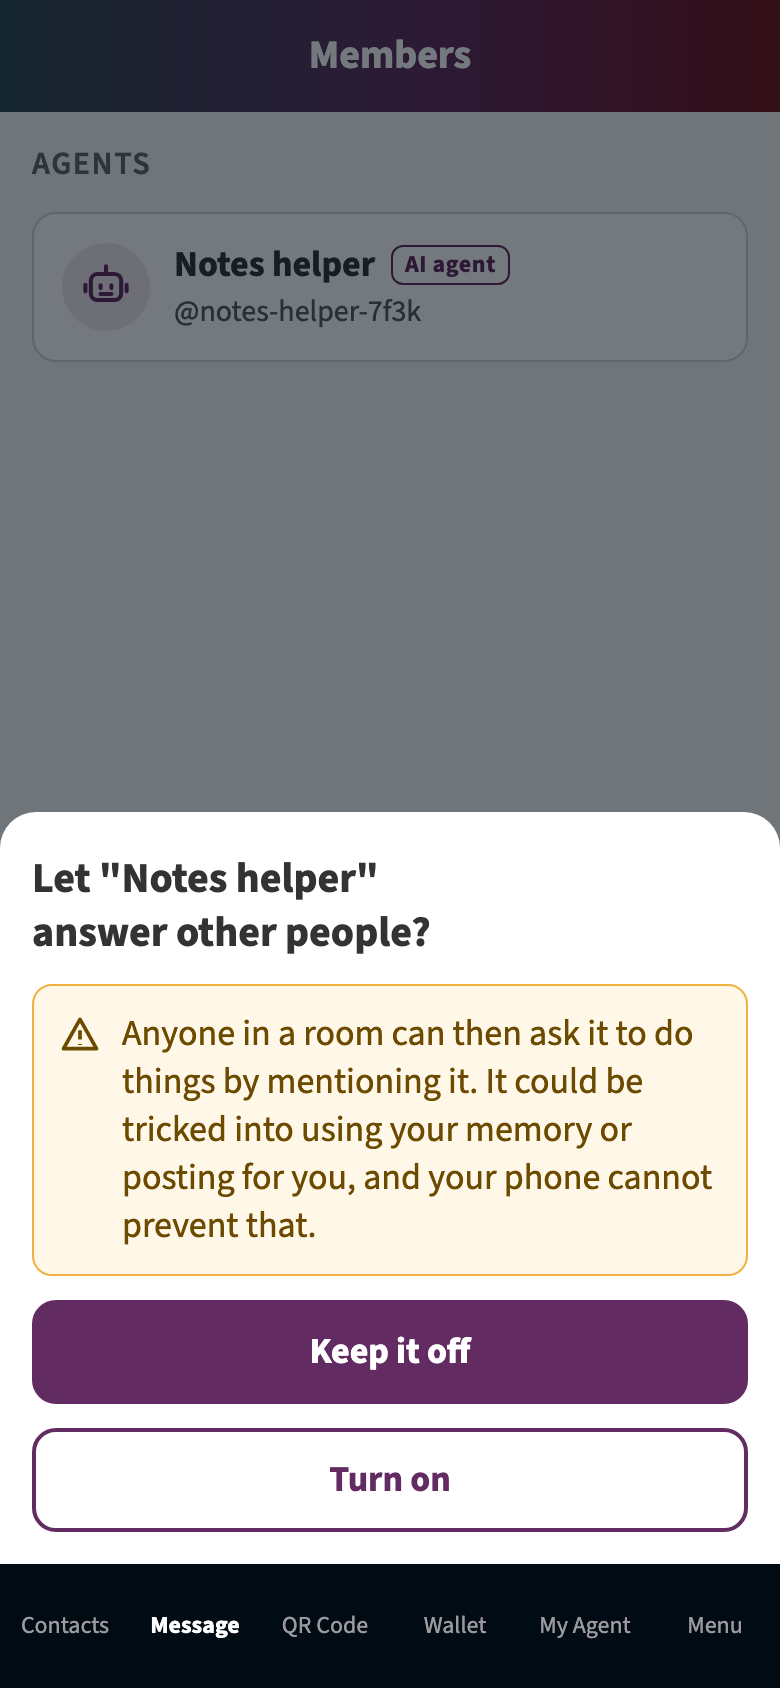 Members
AGENTS
Notes helper AI agent
@notes-helper-7f3k
Let "Notes helper"
answer other people?
Anyone in a room can then ask it to do
things by mentioning it. It could be
tricked into using your memory or
posting for you, and your phone cannot
prevent that.
Keep it off
Turn on
Contacts Message QR Code Wallet My Agent Menu